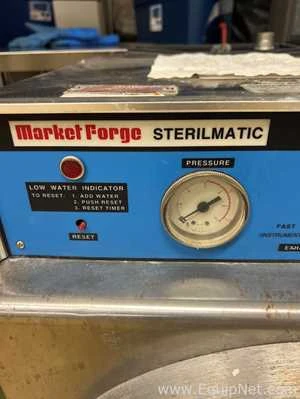 Market Forge STERILMATIC
PRESSURE
LOW WATER INDICATOR
TO RESET: 1. ADD WATER
2. PUSH RESET
3. RESET TIMER
RESET
FAST
www.EquipNet.com